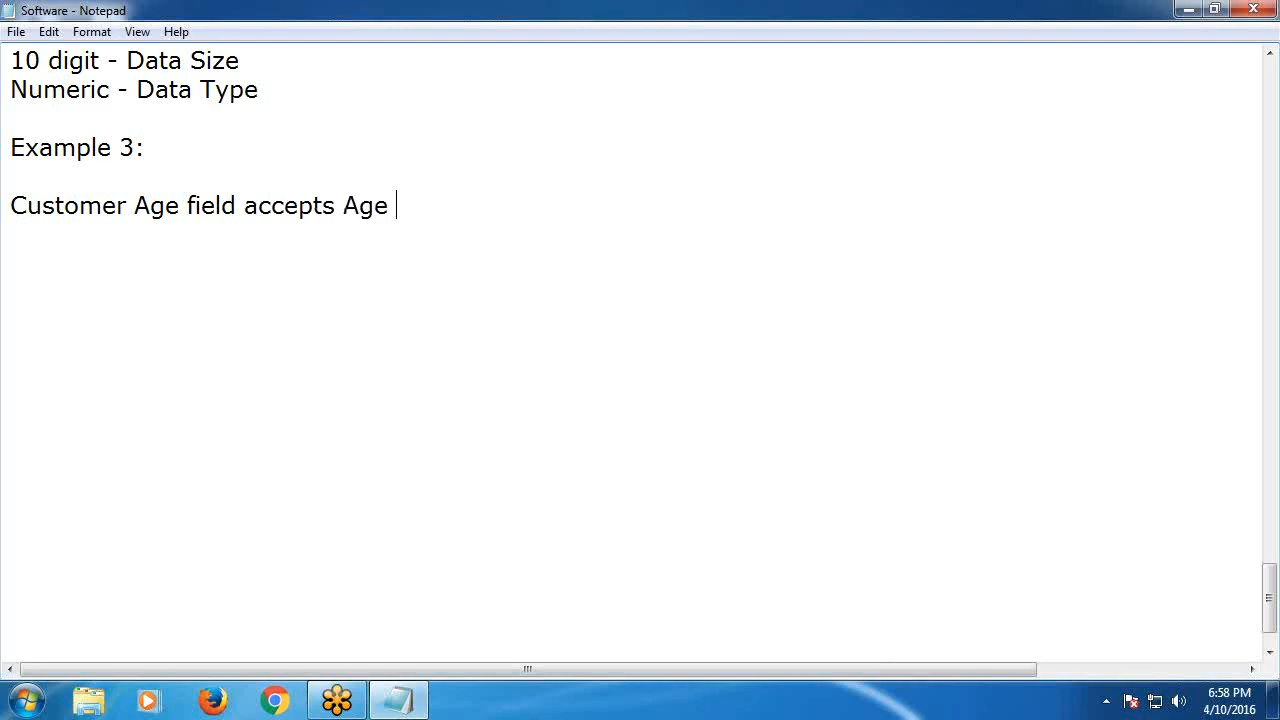 Software - Notepad
File Edit Format View Help
10 digit - Data Size
Numeric - Data Type
Example 3:
Customer Age field accepts Age
6:58 PM
4/10/2016